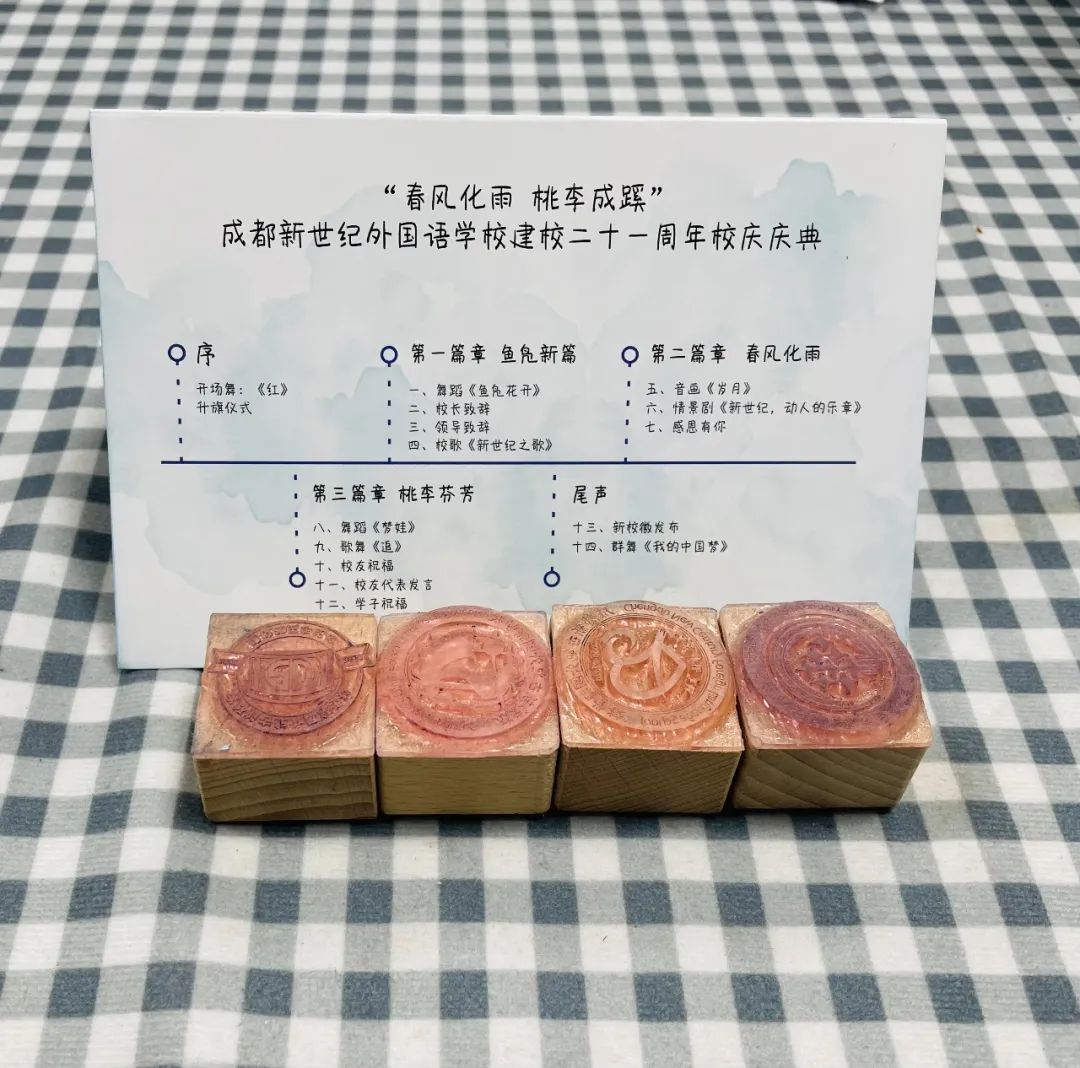 “春风化雨 桃李成蹊”
成都新世纪外国语学校建校二十一周年校庆庆典
序
开场舞：《红》
升旗仪式
第一篇章 鱼凫新篇
一、舞蹈《鱼凫花开》
二、校长致辞
三、领导致辞
四、校歌《新世纪之歌》
第二篇章 春风化雨
五、音画《岁月》
六、情景剧《新世纪，动人的乐章》
七、感恩有你
第三篇章 桃李芬芳
八、舞蹈《梦娃》
九、歌舞《追》
十、校友祝福
十一、校友代表发言
十二、学子祝福
尾声
十三、新校徽发布
十四、群舞《我的中国梦》